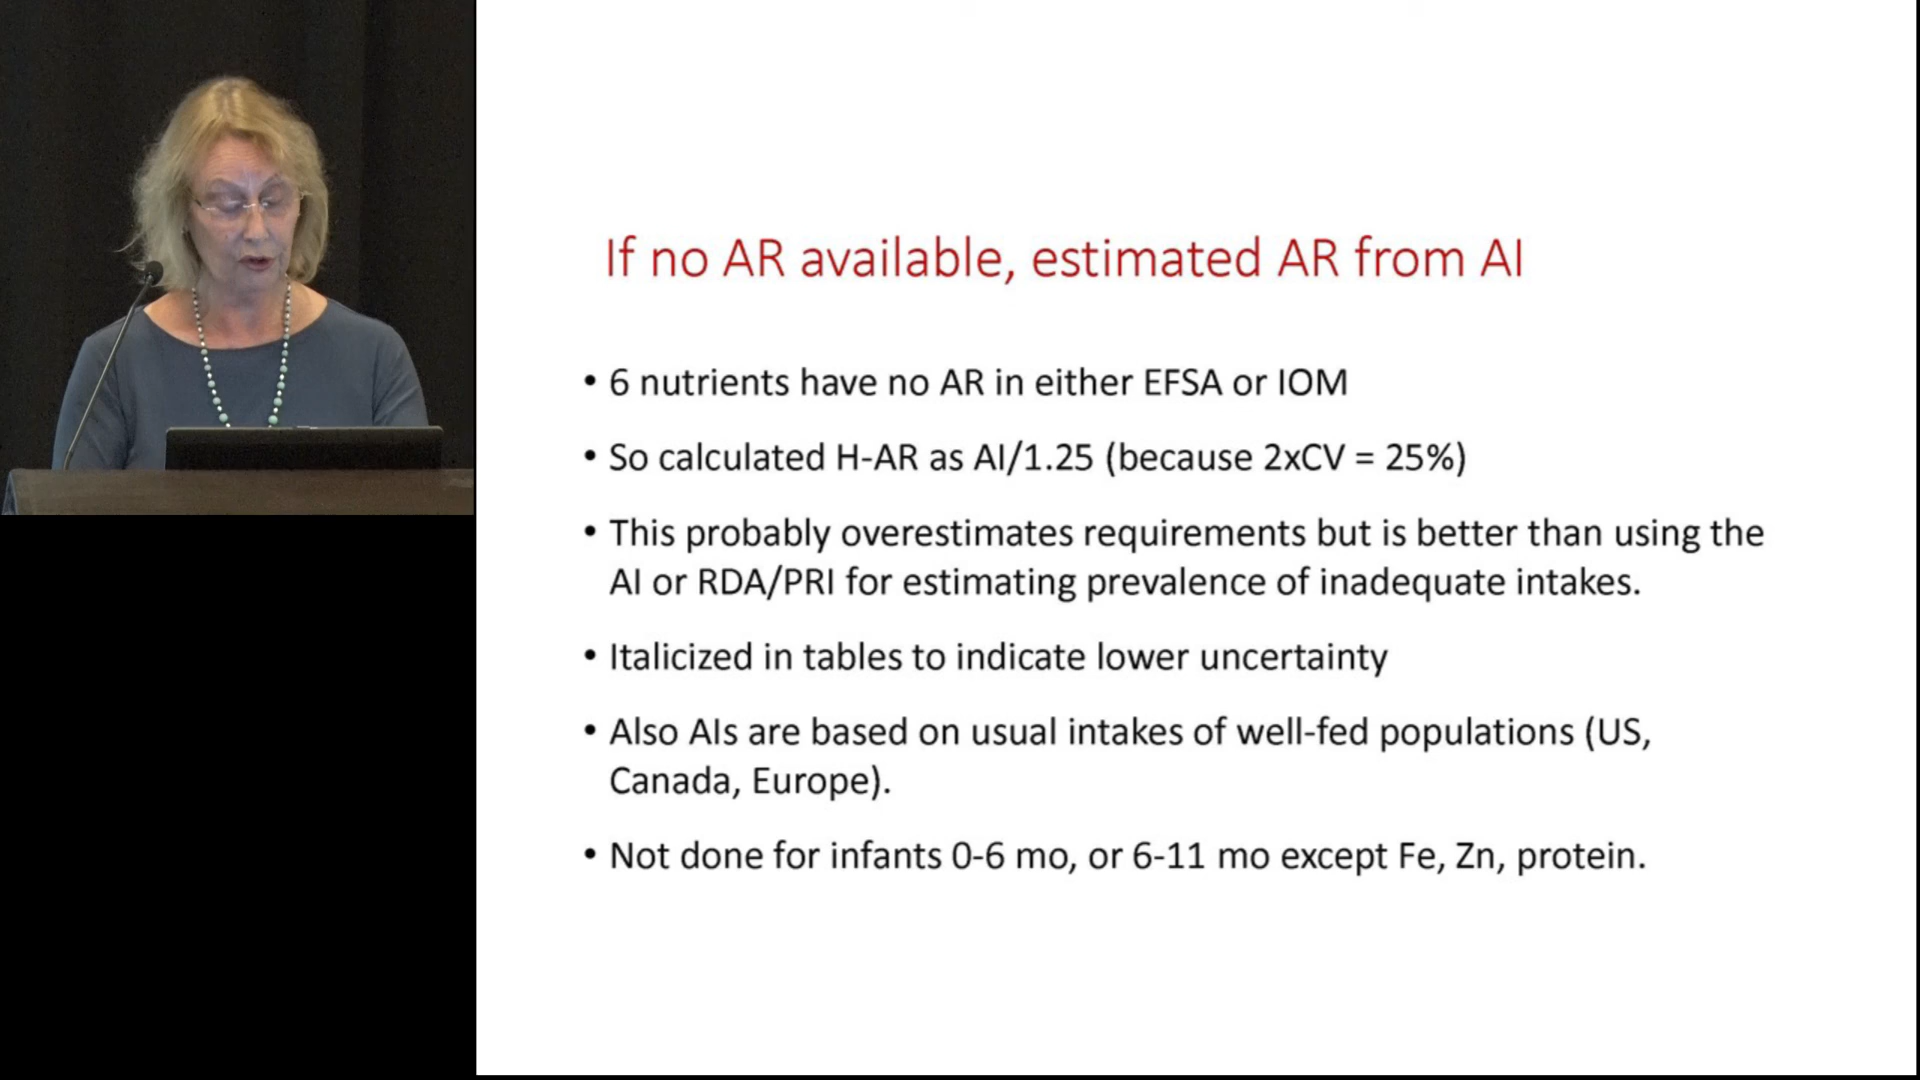 If no AR available, estimated AR from AI
• 6 nutrients have no AR in either EFSA or IOM
• So calculated H-AR as AI/1.25 (because 2xCV = 25%)
• This probably overestimates requirements but is better than using the
AI or RDA/PRI for estimating prevalence of inadequate intakes.
• Italicized in tables to indicate lower uncertainty
• Also AIs are based on usual intakes of well-fed populations (US,
Canada, Europe).
• Not done for infants 0-6 mo, or 6-11 mo except Fe, Zn, protein.